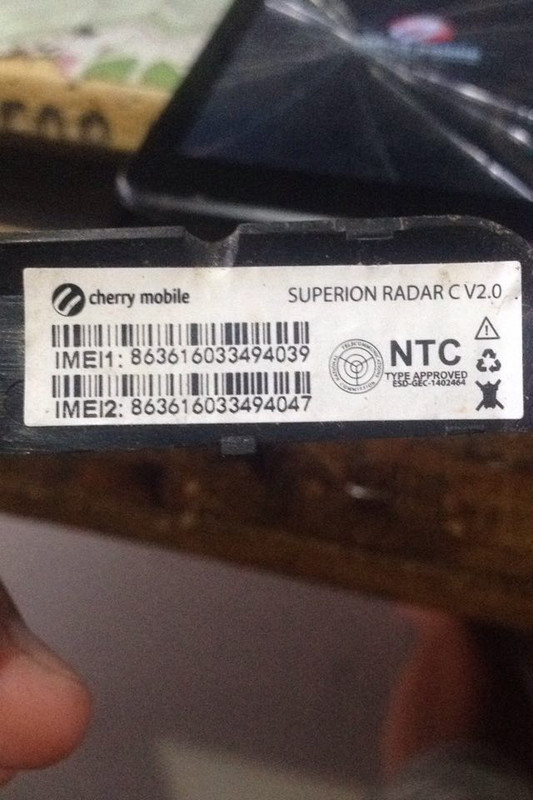 cherry mobile
SUPERION RADAR C V2.0
IMEI1: 863616033494039
IMEI2: 863616033494047
NTC
TYPE APPROVED
ESD-GEC-1402464